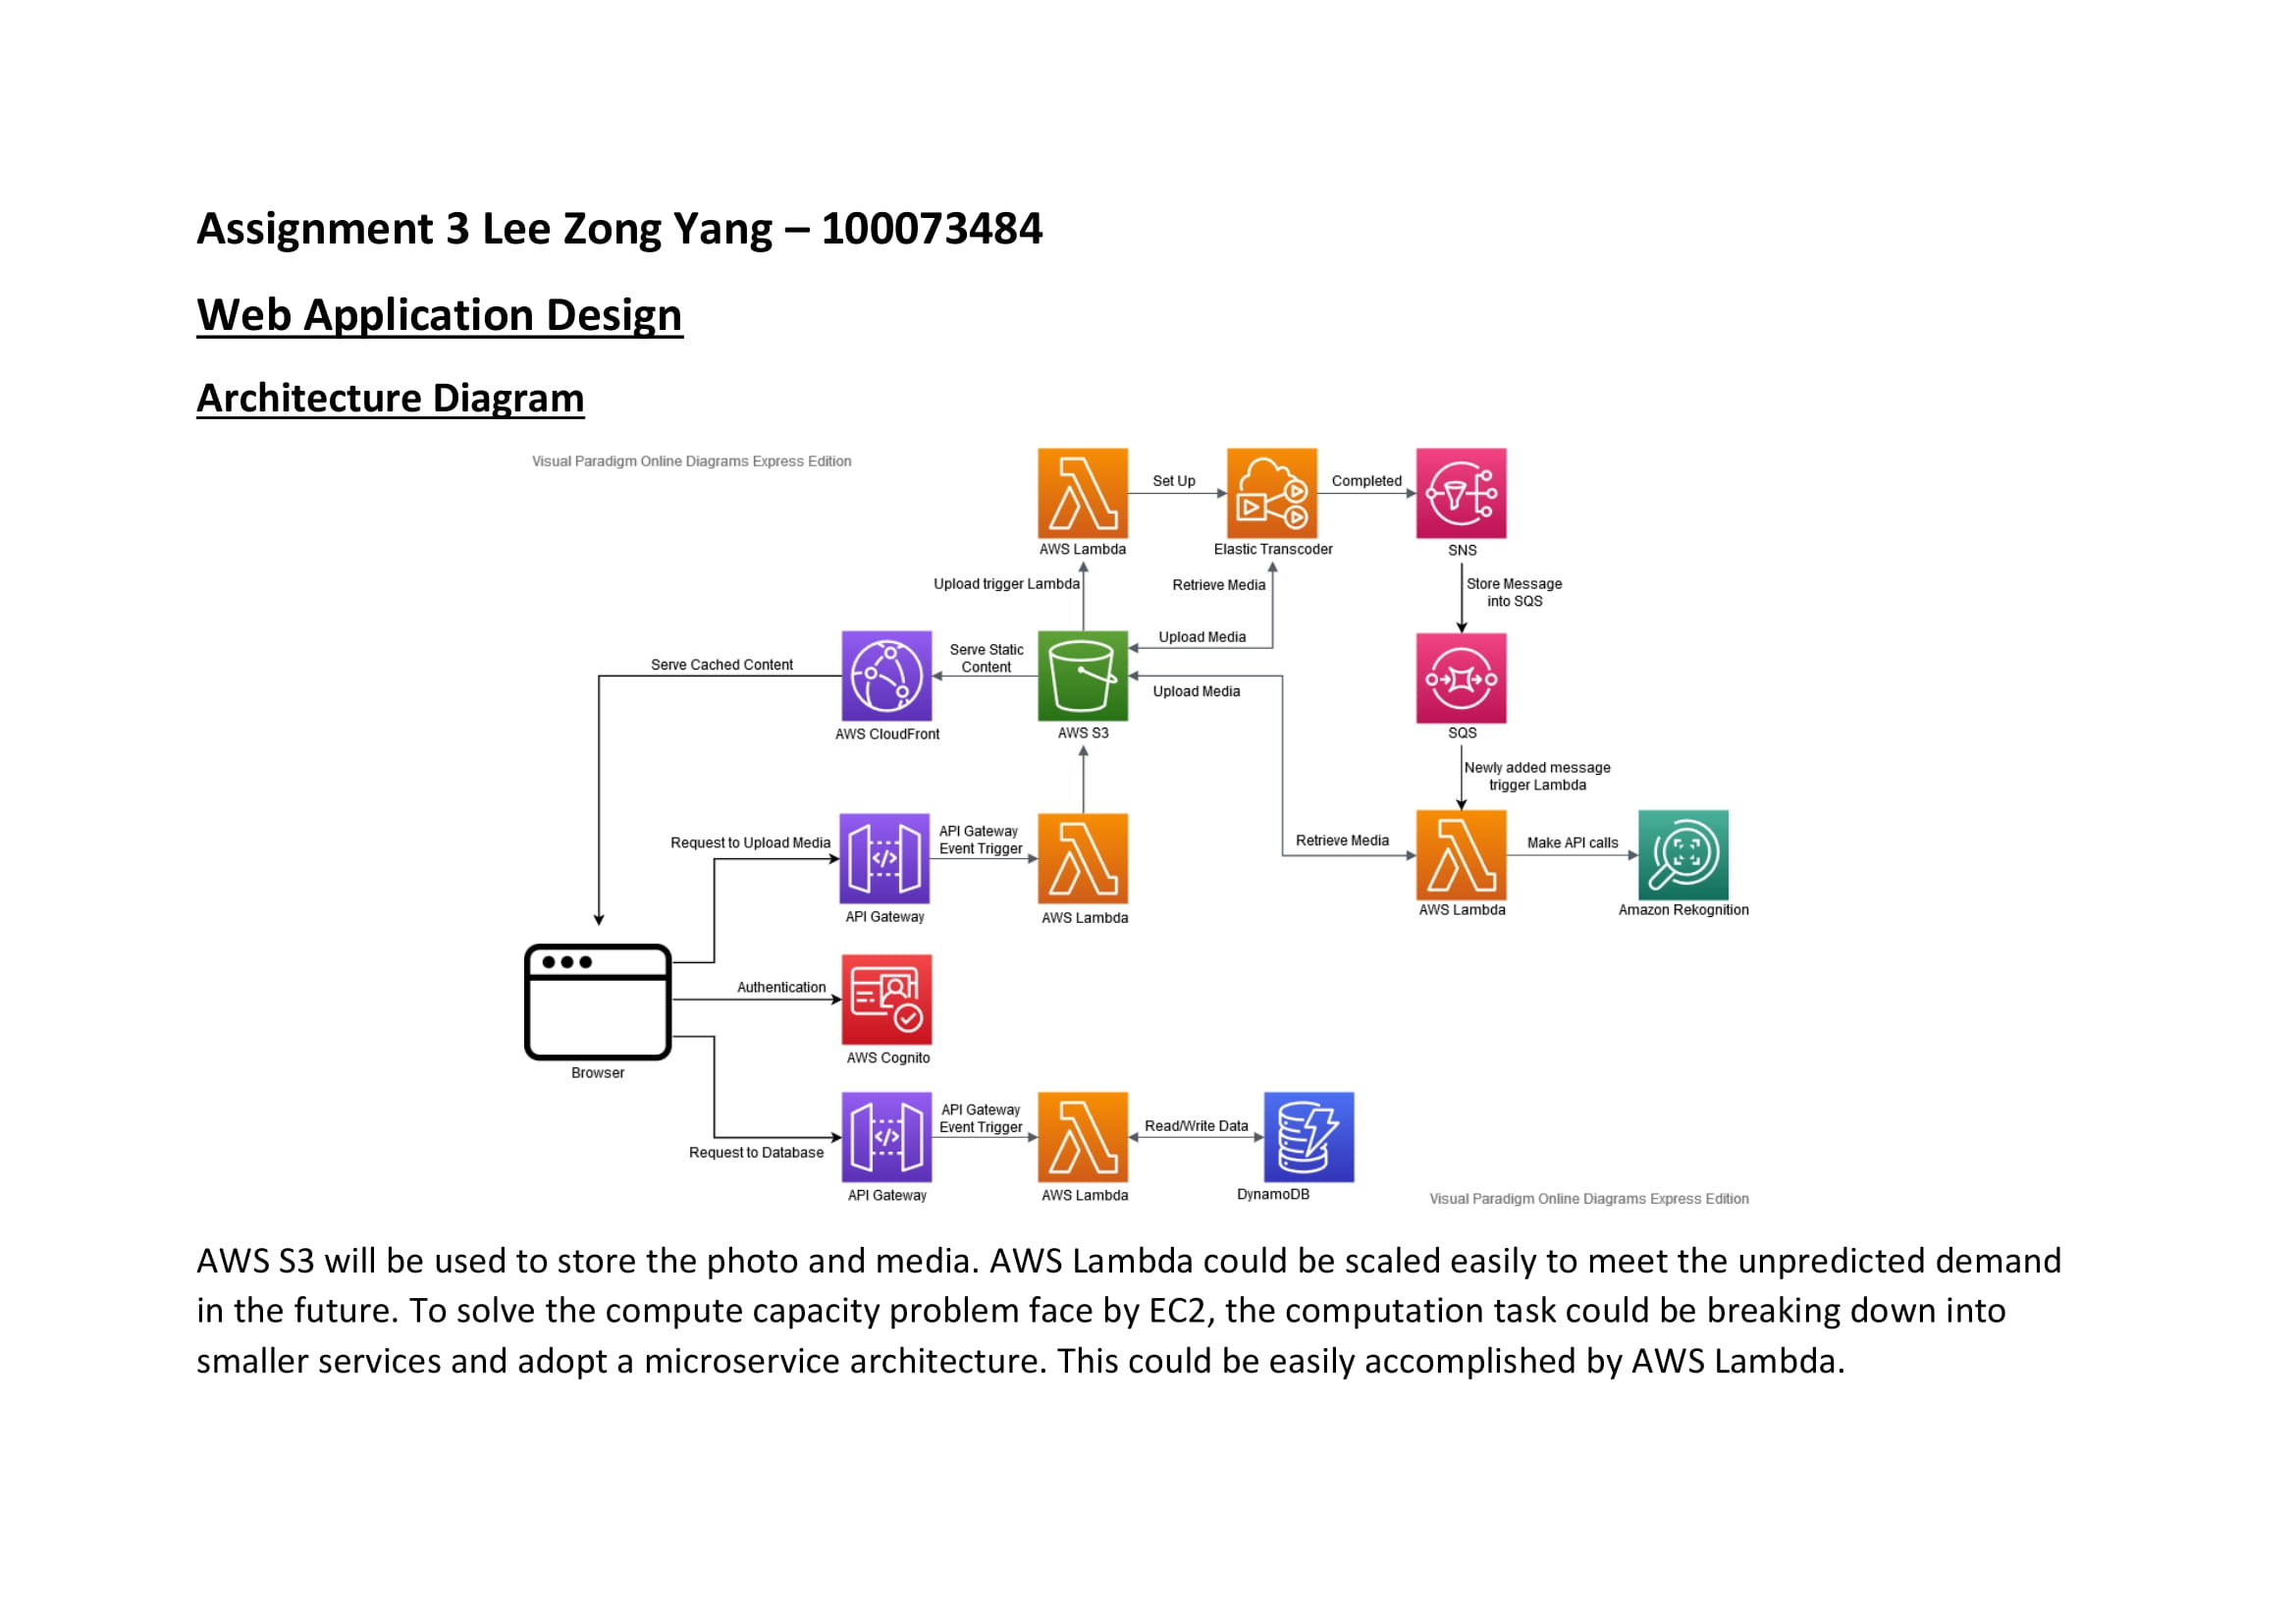 Assignment 3 Lee Zong Yang – 100073484
Web Application Design
Architecture Diagram
Visual Paradigm Online Diagrams Express Edition
Set Up
Completed
AWS Lambda
Elastic Transcoder
SNS
Upload trigger Lambda
Retrieve Media
Store Message
into SQS
Upload Media
Serve Static
Content
Serve Cached Content
Upload Media
AWS CloudFront
AWS S3
SQS
Newly added message
trigger Lambda
Request to Upload Media
API Gateway
Event Trigger
Retrieve Media
Make API calls
API Gateway
AWS Lambda
AWS Lambda
Amazon Rekognition
Authentication
AWS Cognito
Browser
API Gateway
Event Trigger
Read/Write Data
Request to Database
API Gateway
AWS Lambda
DynamoDB
Visual Paradigm Online Diagrams Express Edition
AWS S3 will be used to store the photo and media. AWS Lambda could be scaled easily to meet the unpredicted demand
in the future. To solve the compute capacity problem face by EC2, the computation task could be breaking down into
smaller services and adopt a microservice architecture. This could be easily accomplished by AWS Lambda.